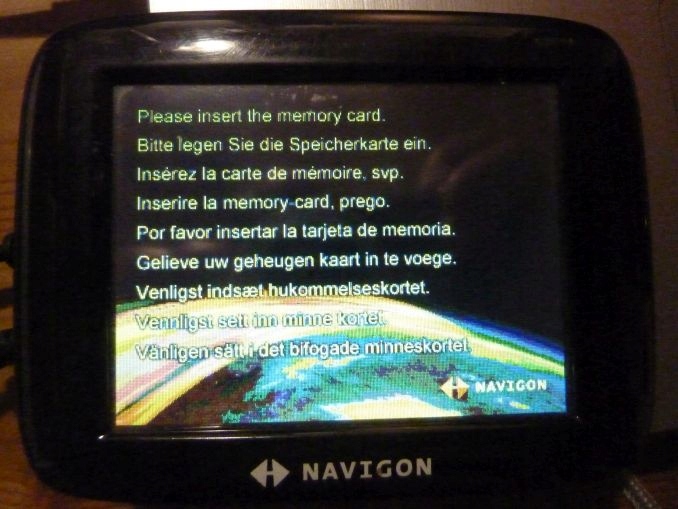 Please insert the memory card.
Bitte legen Sie die Speicherkarte ein.
Insérez la carte de mémoire, svp.
Inserire la memory-card, prego.
Por favor insertar la tarjeta de memoria.
Gelieve uw geheugen kaart in te voege.
Venligst indsæt hukommelseskortet.
Vennligst sett inn minne kortet.
Vänligen sätt i det bifogade minneskortet.
NAVIGON
NAVIGON